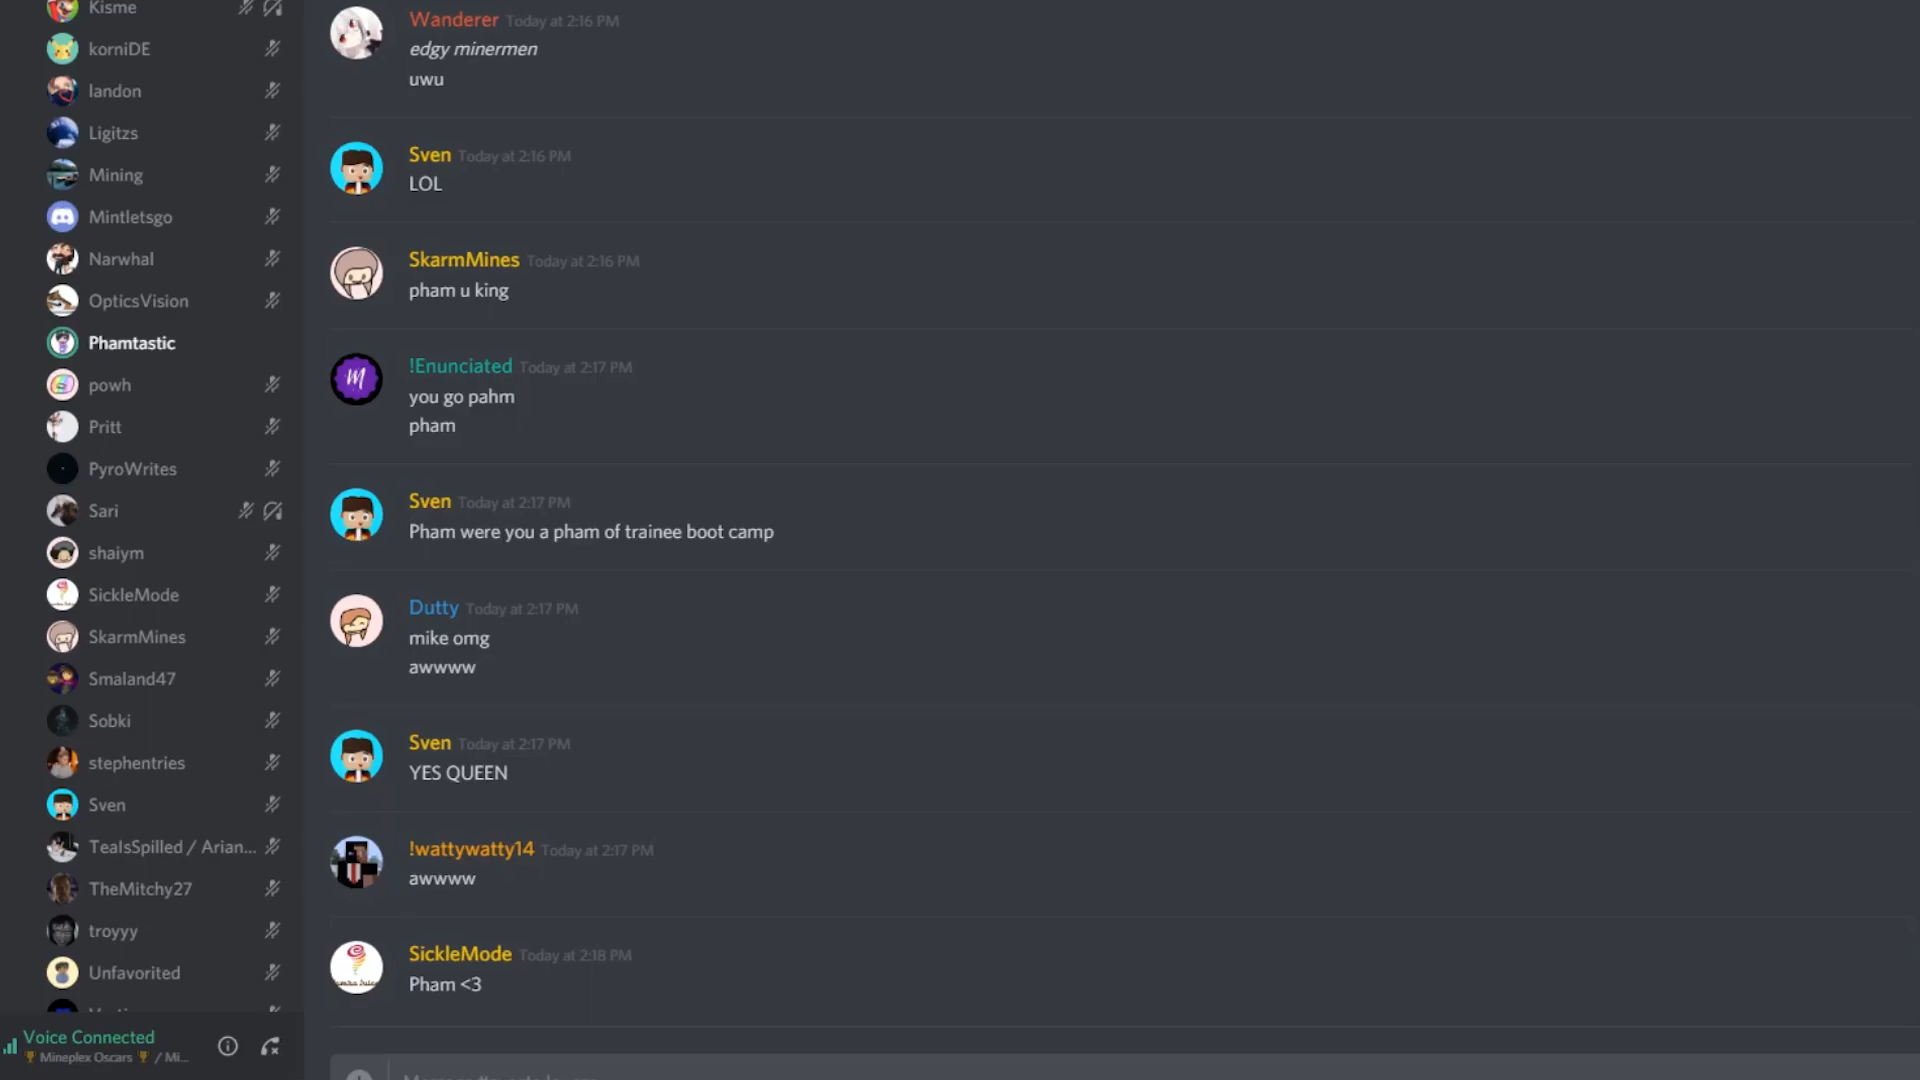 Kisme
korniDE
landon
Ligitzs
Mining
Mintletsgo
Narwhal
OpticsVision
Phamtastic
powh
Pritt
PyroWrites
Sari
shaiym
SickleMode
SkarmMines
Smaland47
Sobki
stephentries
Sven
TeaIsSpilled / Arian...
TheMitchy27
troyyy
Unfavorited
Voice Connected
Mineplex Oscars / Mi...
Wanderer Today at 2:16 PM
edgy minermen
uwu
Sven Today at 2:16 PM
LOL
SkarmMines Today at 2:16 PM
pham u king
M
!Enunciated Today at 2:17 PM
you go pahm
pham
Sven Today at 2:17 PM
Pham were you a pham of trainee boot camp
Dutty Today at 2:17 PM
mike omg
awwww
Sven Today at 2:17 PM
YES QUEEN
!wattywatty14 Today at 2:17 PM
awwww
SickleMode Today at 2:18 PM
Pham <3